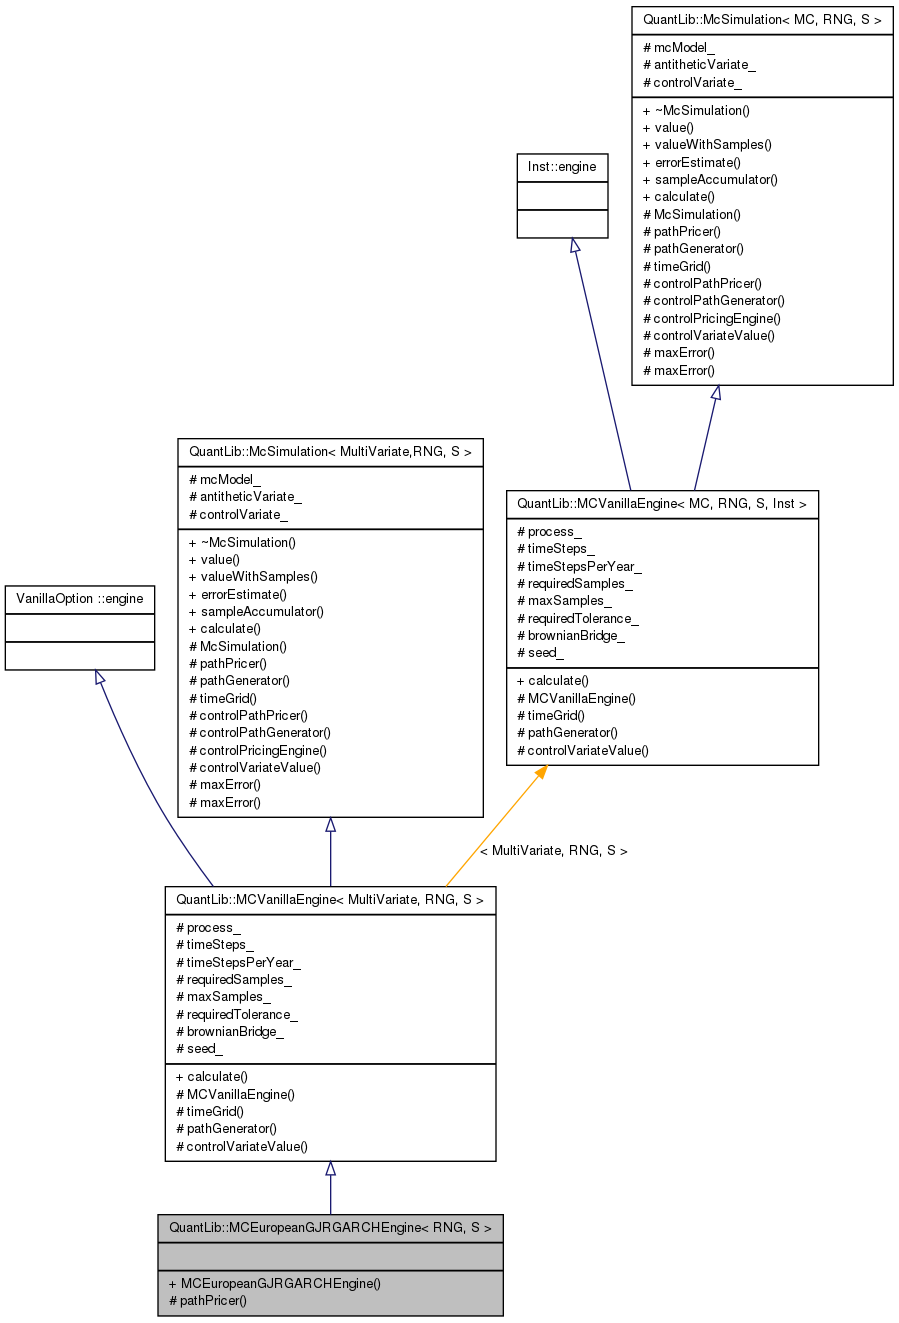 QuantLib::McSimulation< MC, RNG, S >
# mcModel_
# antitheticVariate_
# controlVariate_
+ ~McSimulation()
+ value()
+ valueWithSamples()
+ errorEstimate()
+ sampleAccumulator()
+ calculate()
# McSimulation()
# pathPricer()
# pathGenerator()
# timeGrid()
# controlPathPricer()
# controlPathGenerator()
# controlPricingEngine()
# controlVariateValue()
# maxError()
# maxError()
Inst::engine
QuantLib::McSimulation< MultiVariate,RNG, S >
# mcModel_
# antitheticVariate_
# controlVariate_
+ ~McSimulation()
+ value()
+ valueWithSamples()
+ errorEstimate()
+ sampleAccumulator()
+ calculate()
# McSimulation()
# pathPricer()
# pathGenerator()
# timeGrid()
# controlPathPricer()
# controlPathGenerator()
# controlPricingEngine()
# controlVariateValue()
# maxError()
# maxError()
QuantLib::MCVanillaEngine< MC, RNG, S, Inst >
# process_
# timeSteps_
# timeStepsPerYear_
# requiredSamples_
# maxSamples_
# requiredTolerance_
# brownianBridge_
# seed_
+ calculate()
# MCVanillaEngine()
# timeGrid()
# pathGenerator()
# controlVariateValue()
VanillaOption ::engine
< MultiVariate, RNG, S >
QuantLib::MCVanillaEngine< MultiVariate, RNG, S >
# process_
# timeSteps_
# timeStepsPerYear_
# requiredSamples_
# maxSamples_
# requiredTolerance_
# brownianBridge_
# seed_
+ calculate()
# MCVanillaEngine()
# timeGrid()
# pathGenerator()
# controlVariateValue()
QuantLib::MCEuropeanGJRGARCHEngine< RNG, S >
+ MCEuropeanGJRGARCHEngine()
# pathPricer()